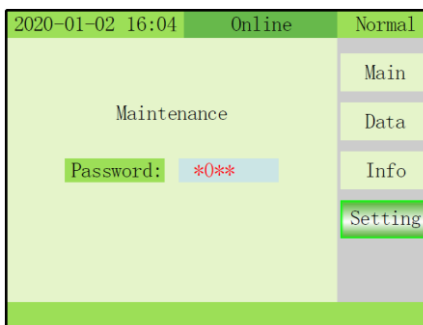 2020-01-02 16:04 Online Normal
Main
Maintenance
Data
Password: *0**
Info
Setting